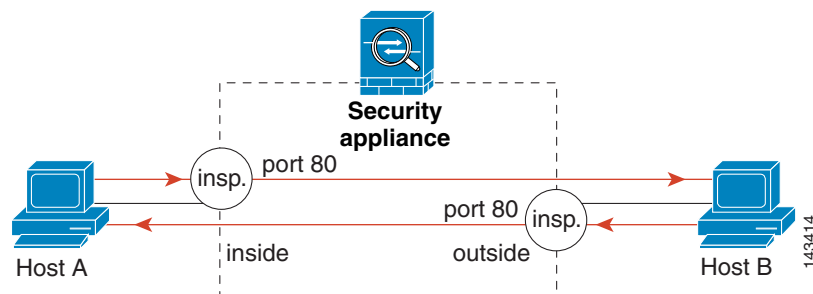 Security
appliance
insp.
port 80
port 80
insp.
inside
outside
Host A
Host B
143414